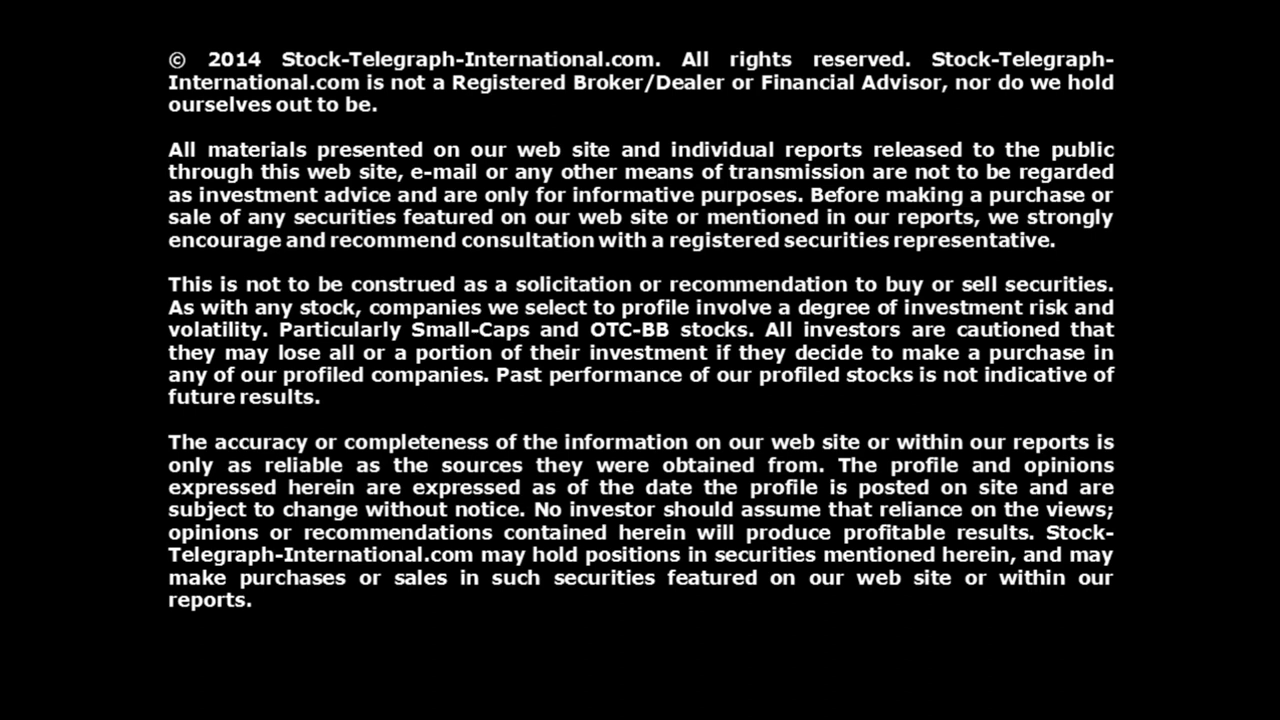 © 2014 Stock-Telegraph-International.com. All rights reserved. Stock-Telegraph-
International.com is not a Registered Broker/Dealer or Financial Advisor, nor do we hold
ourselves out to be.
All materials presented on our web site and individual reports released to the public
through this web site, e-mail or any other means of transmission are not to be regarded
as investment advice and are only for informative purposes. Before making a purchase or
sale of any securities featured on our web site or mentioned in our reports, we strongly
encourage and recommend consultation with a registered securities representative.
This is not to be construed as a solicitation or recommendation to buy or sell securities.
As with any stock, companies we select to profile involve a degree of investment risk and
volatility. Particularly Small-Caps and OTC-BB stocks. All investors are cautioned that
they may lose all or a portion of their investment if they decide to make a purchase in
any of our profiled companies. Past performance of our profiled stocks is not indicative of
future results.
The accuracy or completeness of the information on our web site or within our reports is
only as reliable as the sources they were obtained from. The profile and opinions
expressed herein are expressed as of the date the profile is posted on site and are
subject to change without notice. No investor should assume that reliance on the views;
opinions or recommendations contained herein will produce profitable results. Stock-
Telegraph-International.com may hold positions in securities mentioned herein, and may
make purchases or sales in such securities featured on our web site or within our
reports.